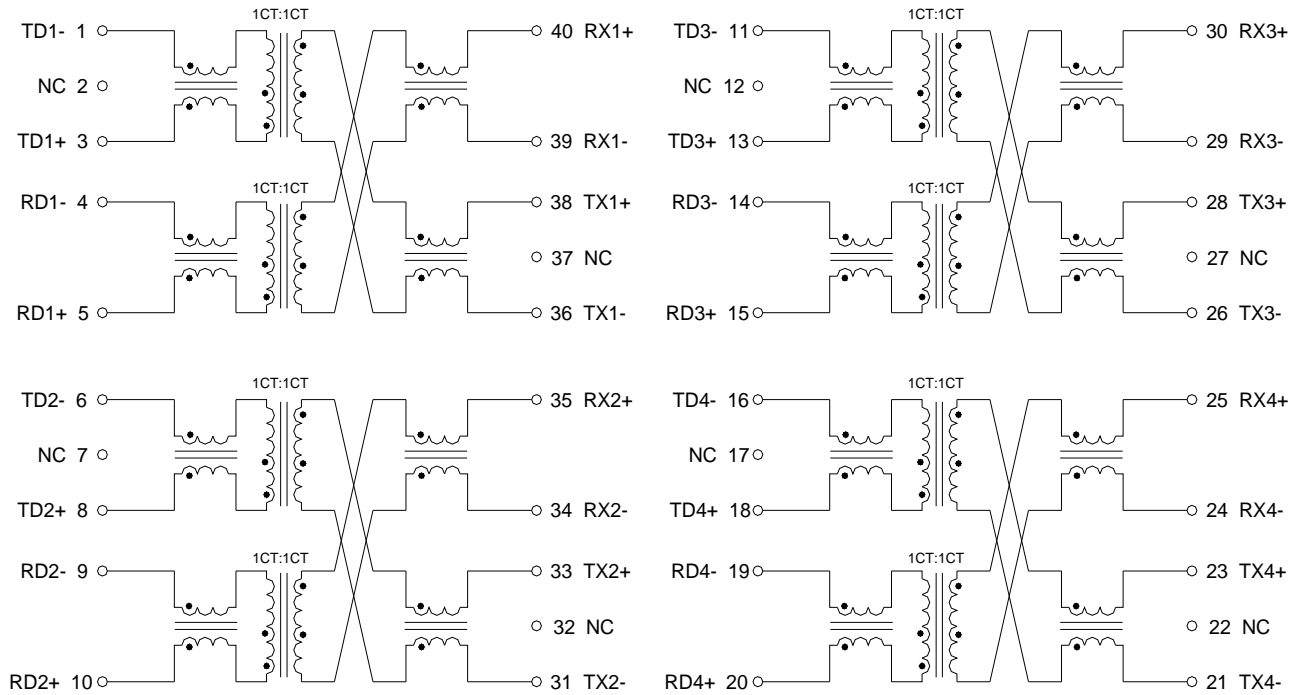 1CT:1CT 1CT:1CT
TD1- 1 40 RX1+ TD3- 11 30 RX3+
NC 2 NC 12
TD1+ 3 39 RX1- TD3+ 13 29 RX3-
1CT:1CT 1CT:1CT
RD1- 4 38 TX1+ RD3- 14 28 TX3+
37 NC 27 NC
RD1+ 5 36 TX1- RD3+ 15 26 TX3-
1CT:1CT 1CT:1CT
TD2- 6 35 RX2+ TD4- 16 25 RX4+
NC 7 NC 17
TD2+ 8 34 RX2- TD4+ 18 24 RX4-
1CT:1CT 1CT:1CT
RD2- 9 33 TX2+ RD4- 19 23 TX4+
32 NC 22 NC
RD2+ 10 31 TX2- RD4+ 20 21 TX4-